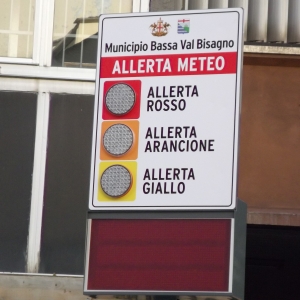 Municipio Bassa Val Bisagno
ALLERTA METEO
ALLERTA
ROSSO
ALLERTA
ARANCIONE
ALLERTA
GIALLO